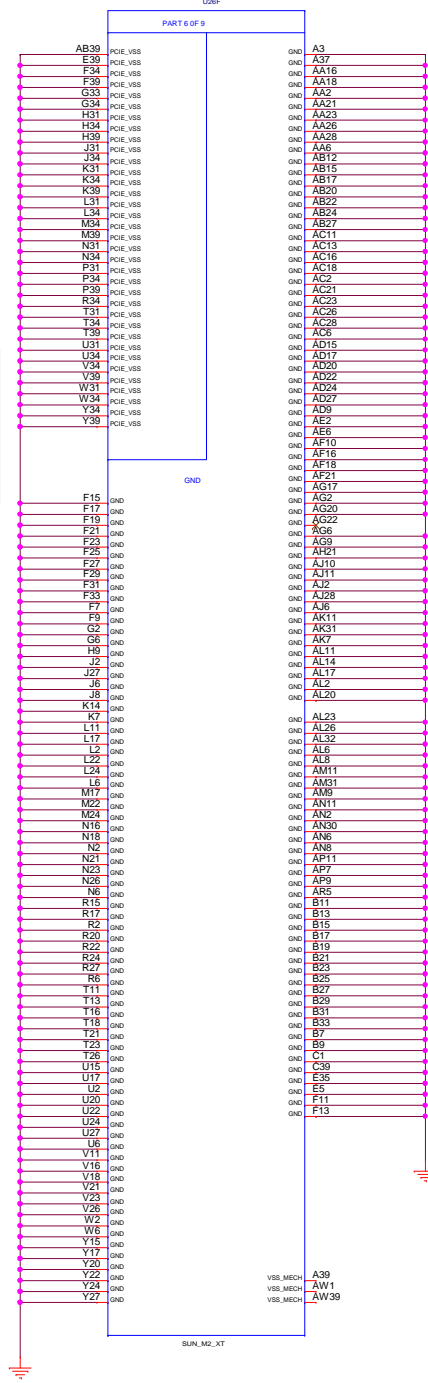 U26F
PART 6 0F 9
AB39 PCIE_VSS
E39 PCIE_VSS
F34 PCIE_VSS
F39 PCIE_VSS
G33 PCIE_VSS
G34 PCIE_VSS
H31 PCIE_VSS
H34 PCIE_VSS
H39 PCIE_VSS
J31 PCIE_VSS
J34 PCIE_VSS
K31 PCIE_VSS
K34 PCIE_VSS
K39 PCIE_VSS
L31 PCIE_VSS
L34 PCIE_VSS
M34 PCIE_VSS
M39 PCIE_VSS
N31 PCIE_VSS
N34 PCIE_VSS
P31 PCIE_VSS
P34 PCIE_VSS
P39 PCIE_VSS
R34 PCIE_VSS
T31 PCIE_VSS
T34 PCIE_VSS
T39 PCIE_VSS
U31 PCIE_VSS
U34 PCIE_VSS
V34 PCIE_VSS
V39 PCIE_VSS
W31 PCIE_VSS
W34 PCIE_VSS
Y34 PCIE_VSS
Y39 PCIE_VSS
GND
F15 GND
F17 GND
F19 GND
F21 GND
F23 GND
F25 GND
F27 GND
F29 GND
F31 GND
F33 GND
F7 GND
F9 GND
G2 GND
G6 GND
H9 GND
J2 GND
J27 GND
J6 GND
J8 GND
K14 GND
K7 GND
L11 GND
L17 GND
L2 GND
L22 GND
L24 GND
L6 GND
M17 GND
M22 GND
M24 GND
N16 GND
N18 GND
N2 GND
N21 GND
N23 GND
N26 GND
N6 GND
R15 GND
R17 GND
R2 GND
R20 GND
R22 GND
R24 GND
R27 GND
R6 GND
T11 GND
T13 GND
T16 GND
T18 GND
T21 GND
T23 GND
T26 GND
U15 GND
U17 GND
U2 GND
U20 GND
U22 GND
U24 GND
U27 GND
U6 GND
V11 GND
V16 GND
V18 GND
V21 GND
V23 GND
V26 GND
W2 GND
W6 GND
Y15 GND
Y17 GND
Y20 GND
Y22 GND
Y24 GND
Y27 GND
GND A3
GND A37
GND AA16
GND AA18
GND AA2
GND AA21
GND AA23
GND AA26
GND AA28
GND AA6
GND AB12
GND AB15
GND AB17
GND AB20
GND AB22
GND AB24
GND AB27
GND AC11
GND AC13
GND AC16
GND AC18
GND AC2
GND AC21
GND AC23
GND AC26
GND AC28
GND AC6
GND AD15
GND AD17
GND AD20
GND AD22
GND AD24
GND AD27
GND AD9
GND AE2
GND AE6
GND AF10
GND AF16
GND AF18
GND AF21
GND AG17
GND AG2
GND AG20
GND AG22
GND AG6
GND AG9
GND AH21
GND AJ10
GND AJ11
GND AJ2
GND AJ28
GND AJ6
GND AK11
GND AK31
GND AK7
GND AL11
GND AL14
GND AL17
GND AL2
GND AL20
GND AL23
GND AL26
GND AL32
GND AL6
GND AL8
GND AM11
GND AM31
GND AM9
GND AN11
GND AN2
GND AN30
GND AN6
GND AN8
GND AP11
GND AP7
GND AP9
GND AR5
GND B11
GND B13
GND B15
GND B17
GND B19
GND B21
GND B23
GND B25
GND B27
GND B29
GND B31
GND B33
GND B7
GND B9
GND C1
GND C39
GND E35
GND E5
GND F11
GND F13
VSS_MECH A39
VSS_MECH AW1
VSS_MECH AW39
SUN_M2_XT